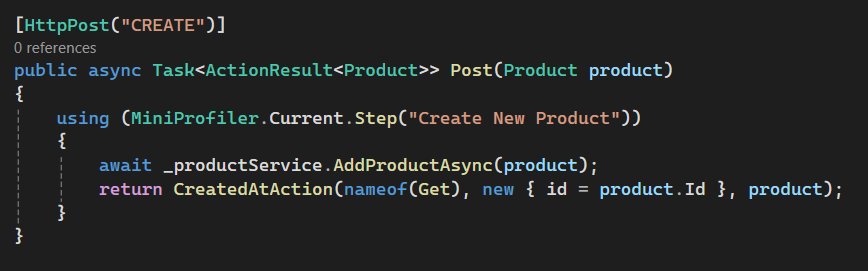 [HttpPost("CREATE")]
0 references
public async Task<ActionResult<Product>> Post(Product product)
{
    using (MiniProfiler.Current.Step("Create New Product"))
    {
        await _productService.AddProductAsync(product);
        return CreatedAtAction(nameof(Get), new { id = product.Id }, product);
    }
}